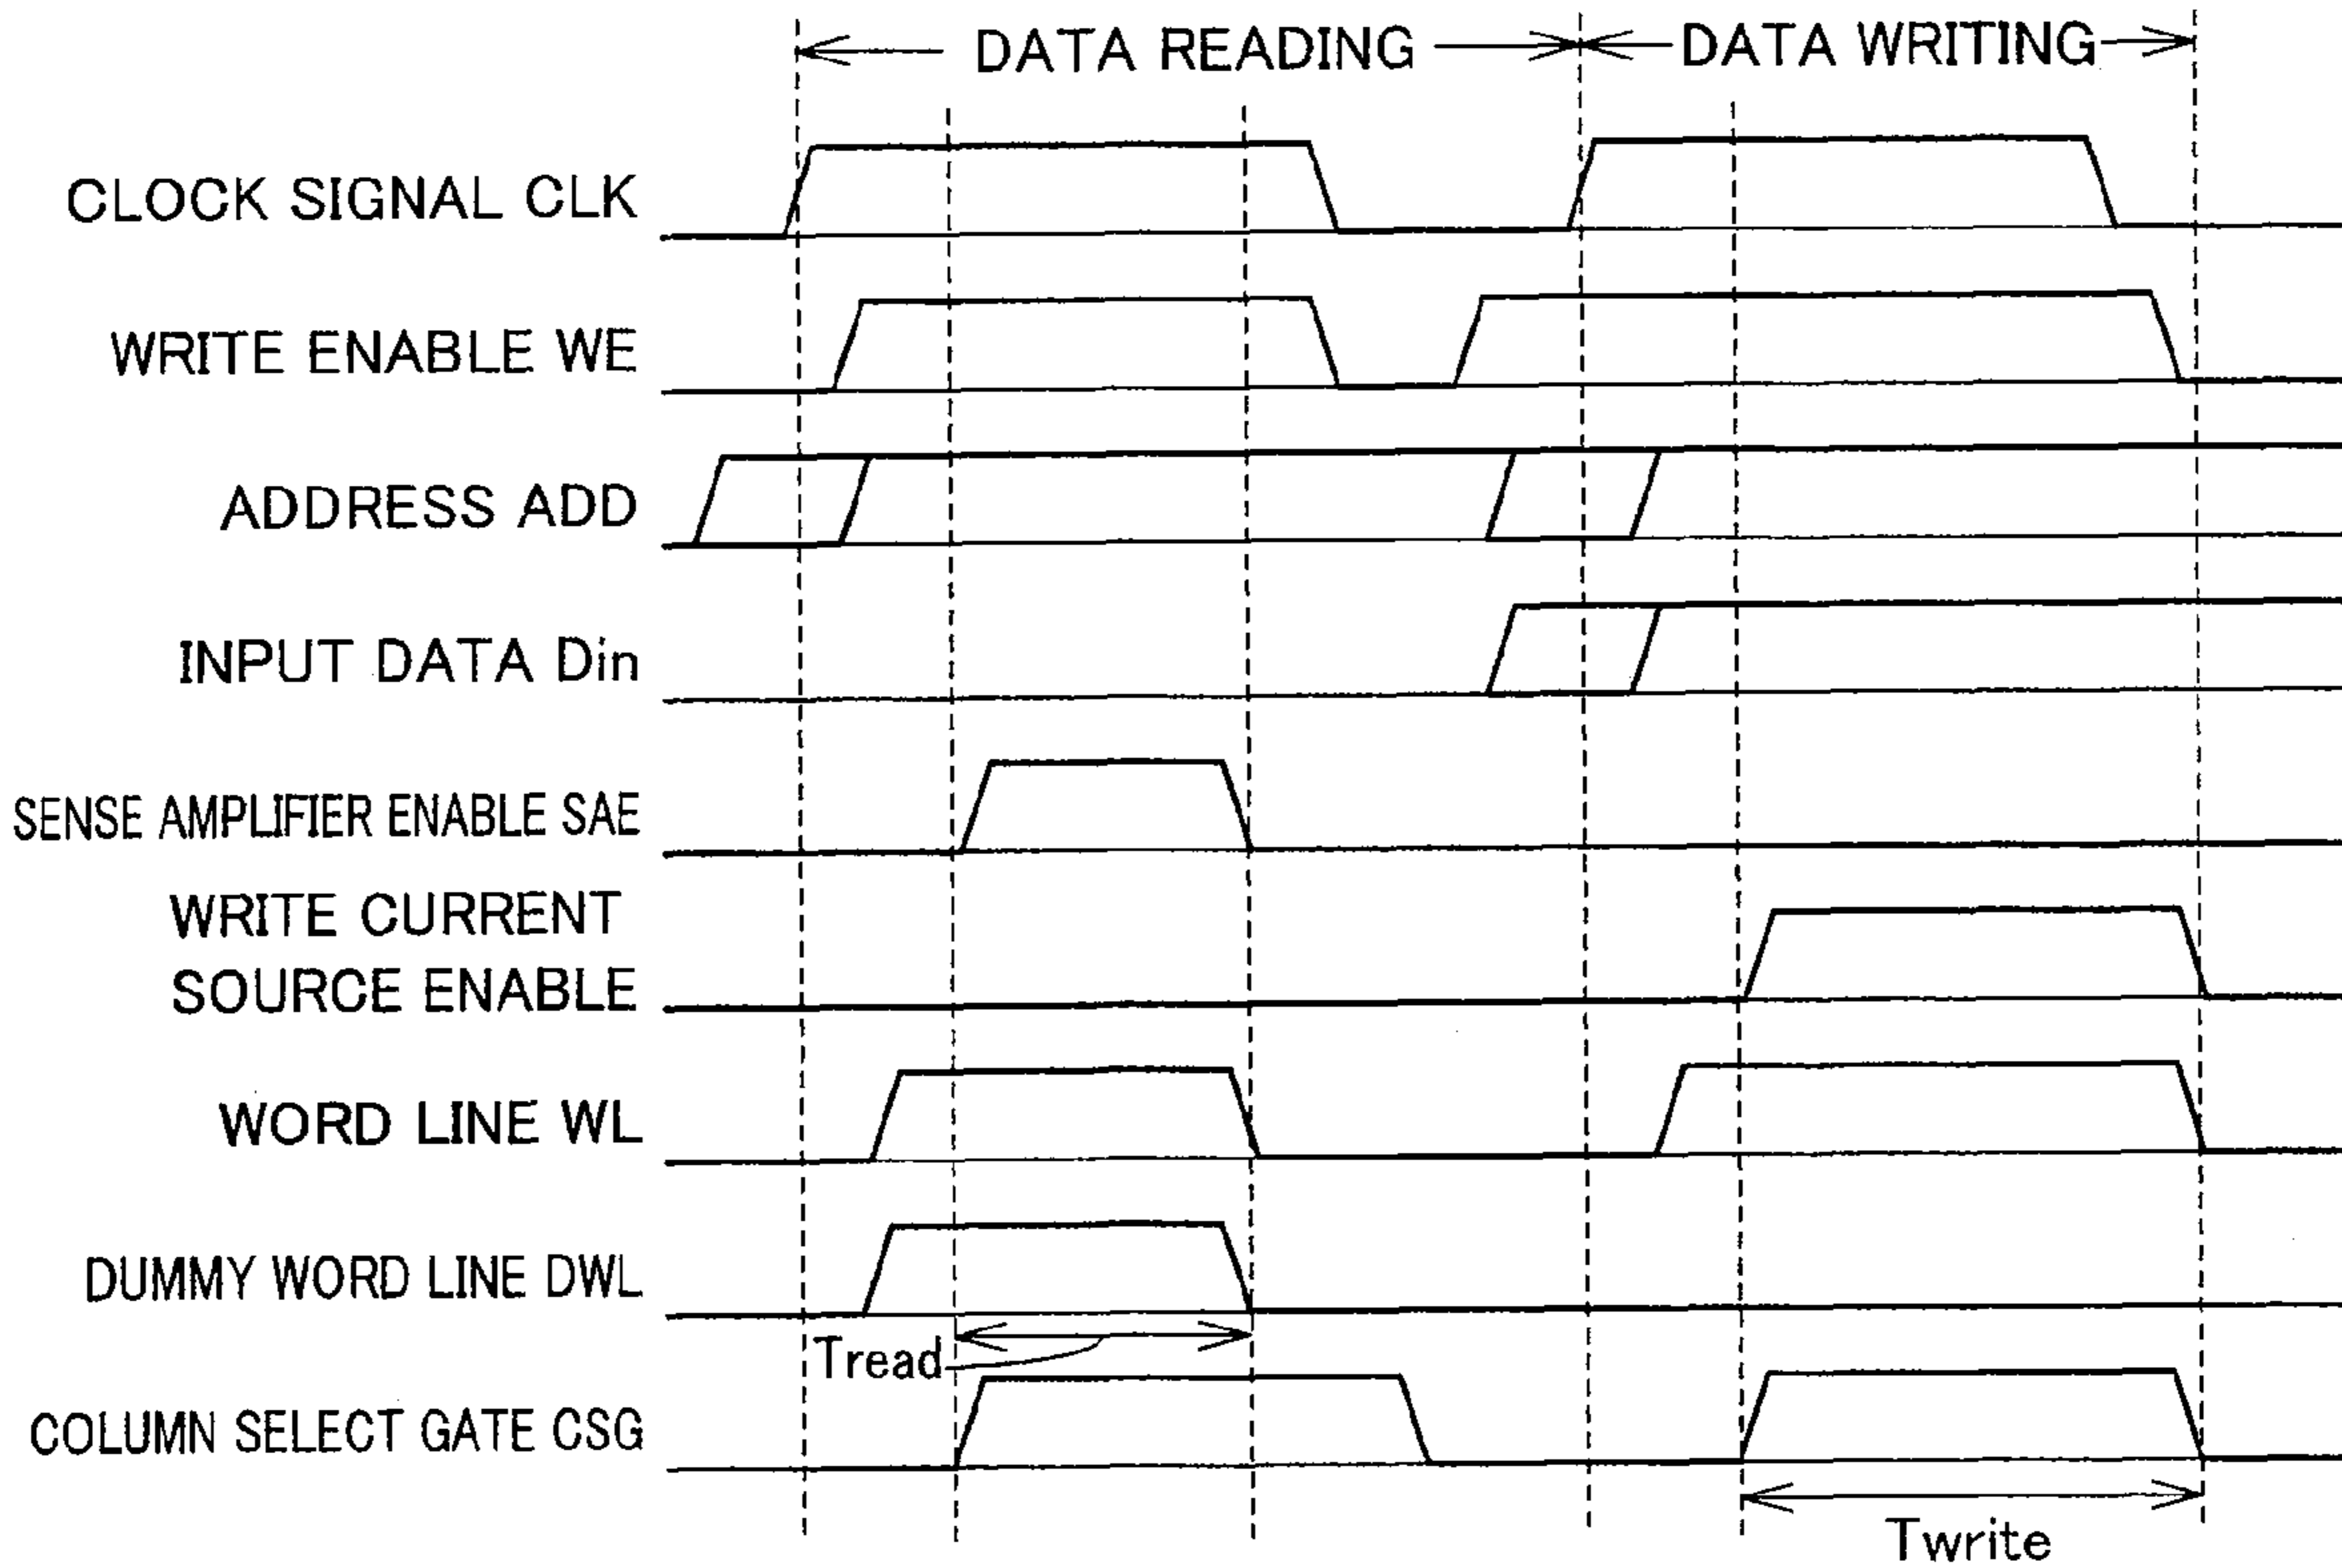 DATA READING
DATA WRITING
CLOCK SIGNAL CLK
WRITE ENABLE WE
ADDRESS ADD
INPUT DATA Din
SENSE AMPLIFIER ENABLE SAE
WRITE CURRENT
SOURCE ENABLE
WORD LINE WL
DUMMY WORD LINE DWL
Tread
COLUMN SELECT GATE CSG
Twrite